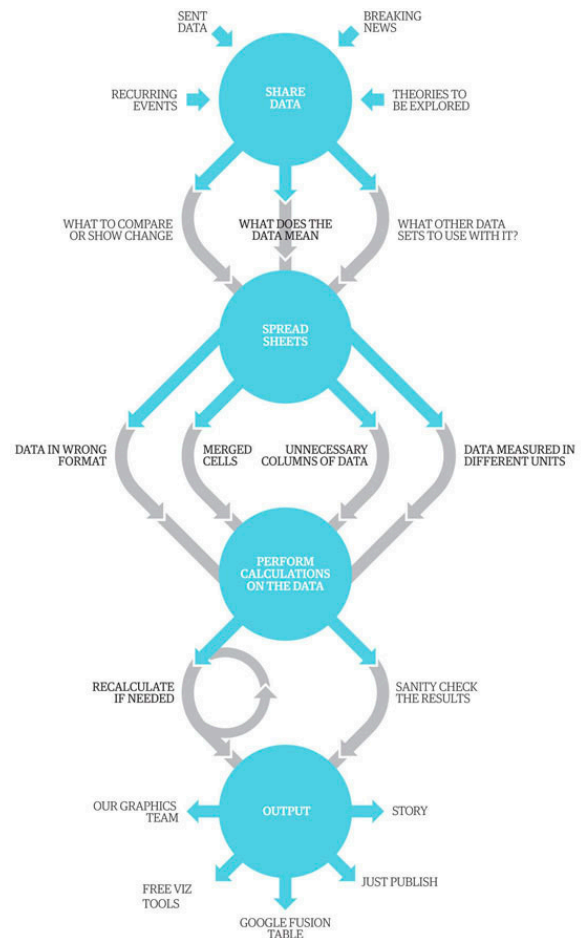 SENT
DATA
BREAKING
NEWS
RECURRING
EVENTS
SHARE
DATA
THEORIES TO
BE EXPLORED
WHAT TO COMPARE
OR SHOW CHANGE
WHAT DOES THE
DATA MEAN
WHAT OTHER DATA
SETS TO USE WITH IT?
SPREAD
SHEETS
DATA IN WRONG
FORMAT
MERGED
CELLS
UNNECESSARY
COLUMNS OF DATA
DATA MEASURED IN
DIFFERENT UNITS
PERFORM
CALCULATIONS
ON THE DATA
RECALCULATE
IF NEEDED
SANITY CHECK
THE RESULTS
OUR GRAPHICS
TEAM
OUTPUT
STORY
FREE VIZ
TOOLS
JUST PUBLISH
GOOGLE FUSION
TABLE